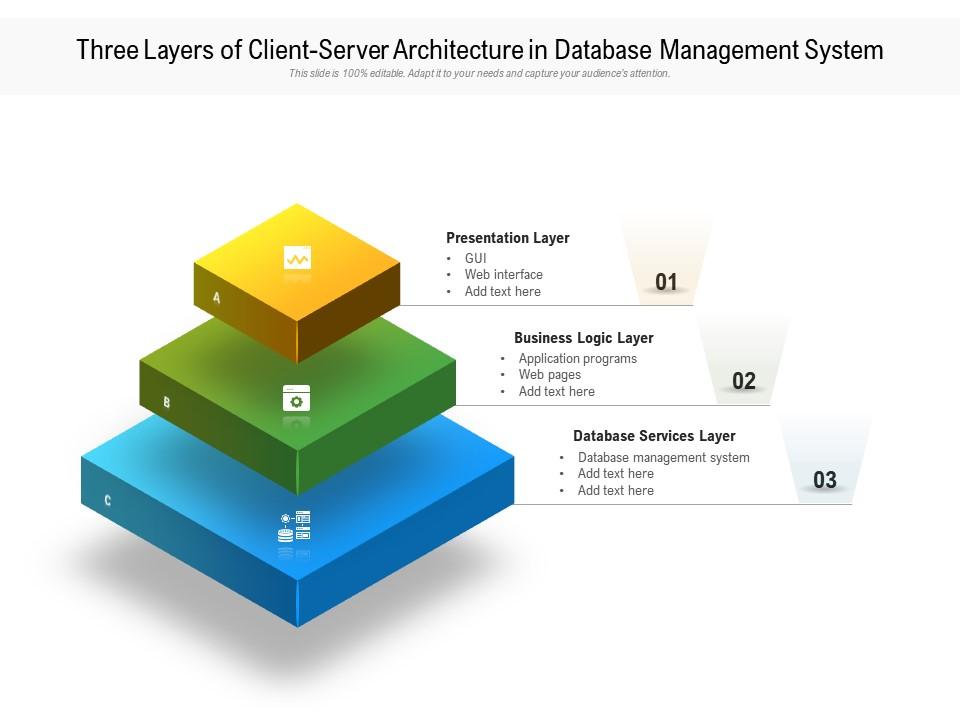 Three Layers of Client-Server Architecture in Database Management System
This slide is 100% editable. Adapt it to your needs and capture your audience's attention.
A
Presentation Layer
• GUI
• Web interface
• Add text here
01
B
Business Logic Layer
• Application programs
• Web pages
• Add text here
02
C
Database Services Layer
• Database management system
• Add text here
• Add text here
03